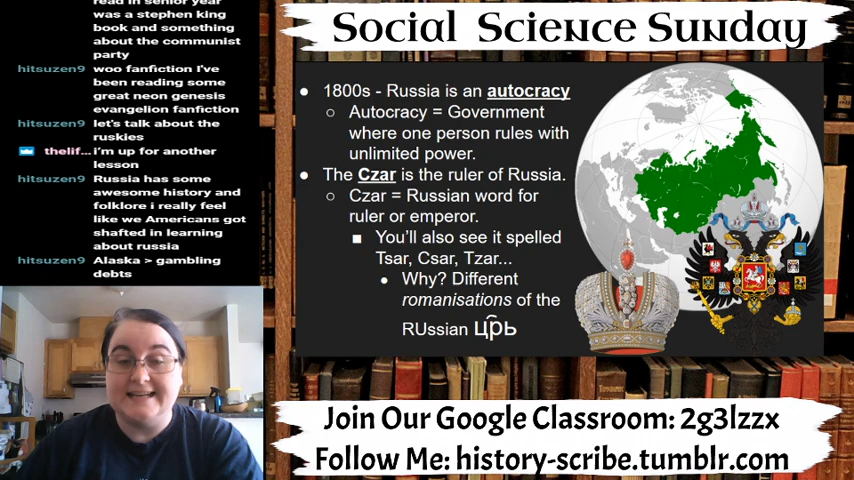 read in senior year
was a stephen king
book and something
about the communist
party
hitsuzen9 woo fanfiction I've
been reading some
great neon genesis
evangelion fanfiction
hitsuzen9 let's talk about the
ruskies
thelif... i'm up for another
lesson
hitsuzen9 Russia has some
awesome history and
folklore i really feel
like we Americans got
shafted in learning
about russia
hitsuzen9 Alaska > gambling
debts
Social Science Sunday
● 1800s - Russia is an autocracy
○ Autocracy = Government
where one person rules with
unlimited power.
● The Czar is the ruler of Russia.
○ Czar = Russian word for
ruler or emperor.
■ You'll also see it spelled
Tsar, Csar, Tzar...
● Why? Different
romanisations of the
RUssian цр҃ь
Join Our Google Classroom: 2g3lzzx
Follow Me: history-scribe.tumblr.com